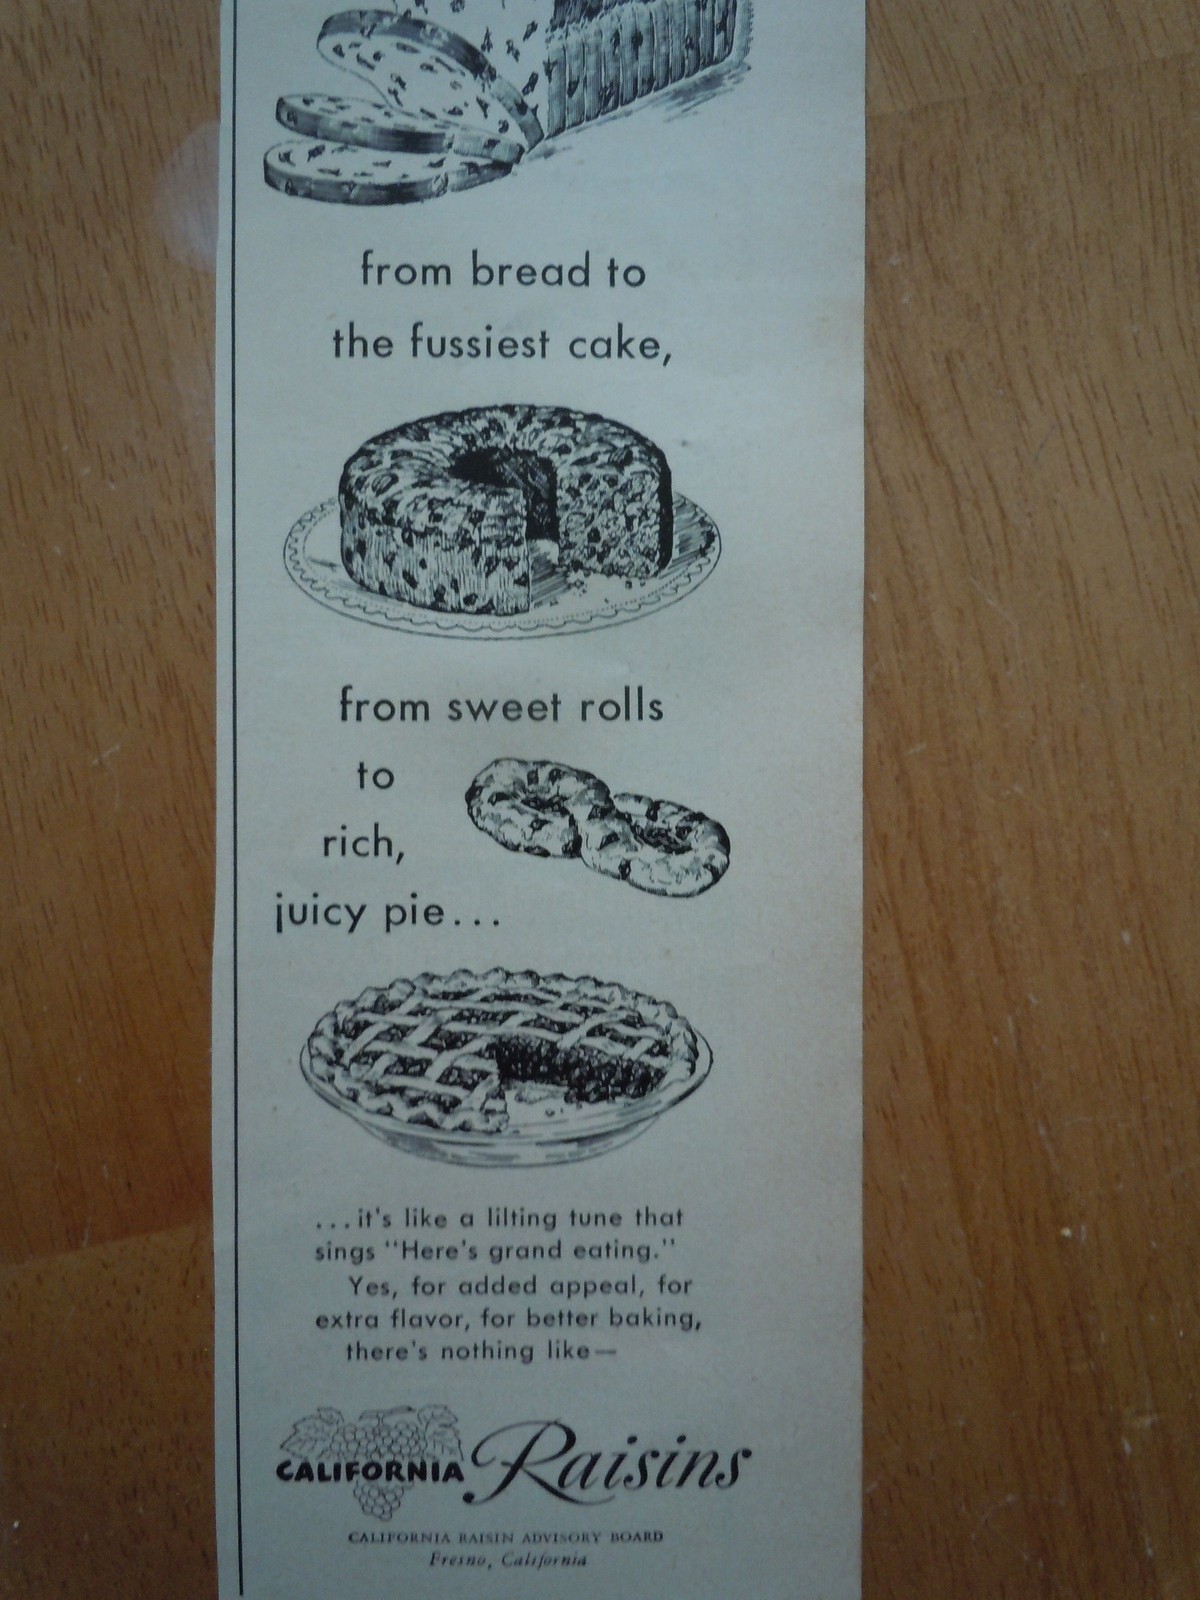 from bread to
the fussiest cake,
from sweet rolls
to
rich,
juicy pie...
...it's like a lilting tune that
sings "Here's grand eating."
Yes, for added appeal, for
extra flavor, for better baking,
there's nothing like—
CALIFORNIA Raisins
CALIFORNIA RAISIN ADVISORY BOARD
Fresno, California